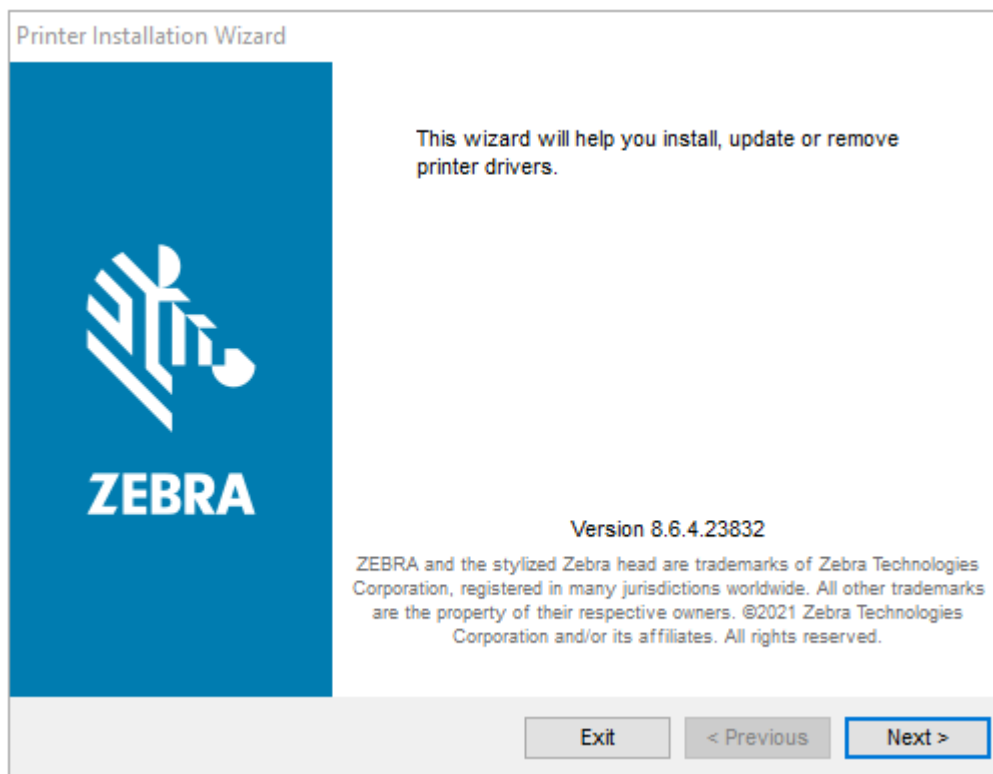 Printer Installation Wizard
This wizard will help you install, update or remove
printer drivers.
ZEBRA
Version 8.6.4.23832
ZEBRA and the stylized Zebra head are trademarks of Zebra Technologies
Corporation, registered in many jurisdictions worldwide. All other trademarks
are the property of their respective owners. ©2021 Zebra Technologies
Corporation and/or its affiliates. All rights reserved.
Exit
< Previous
Next >